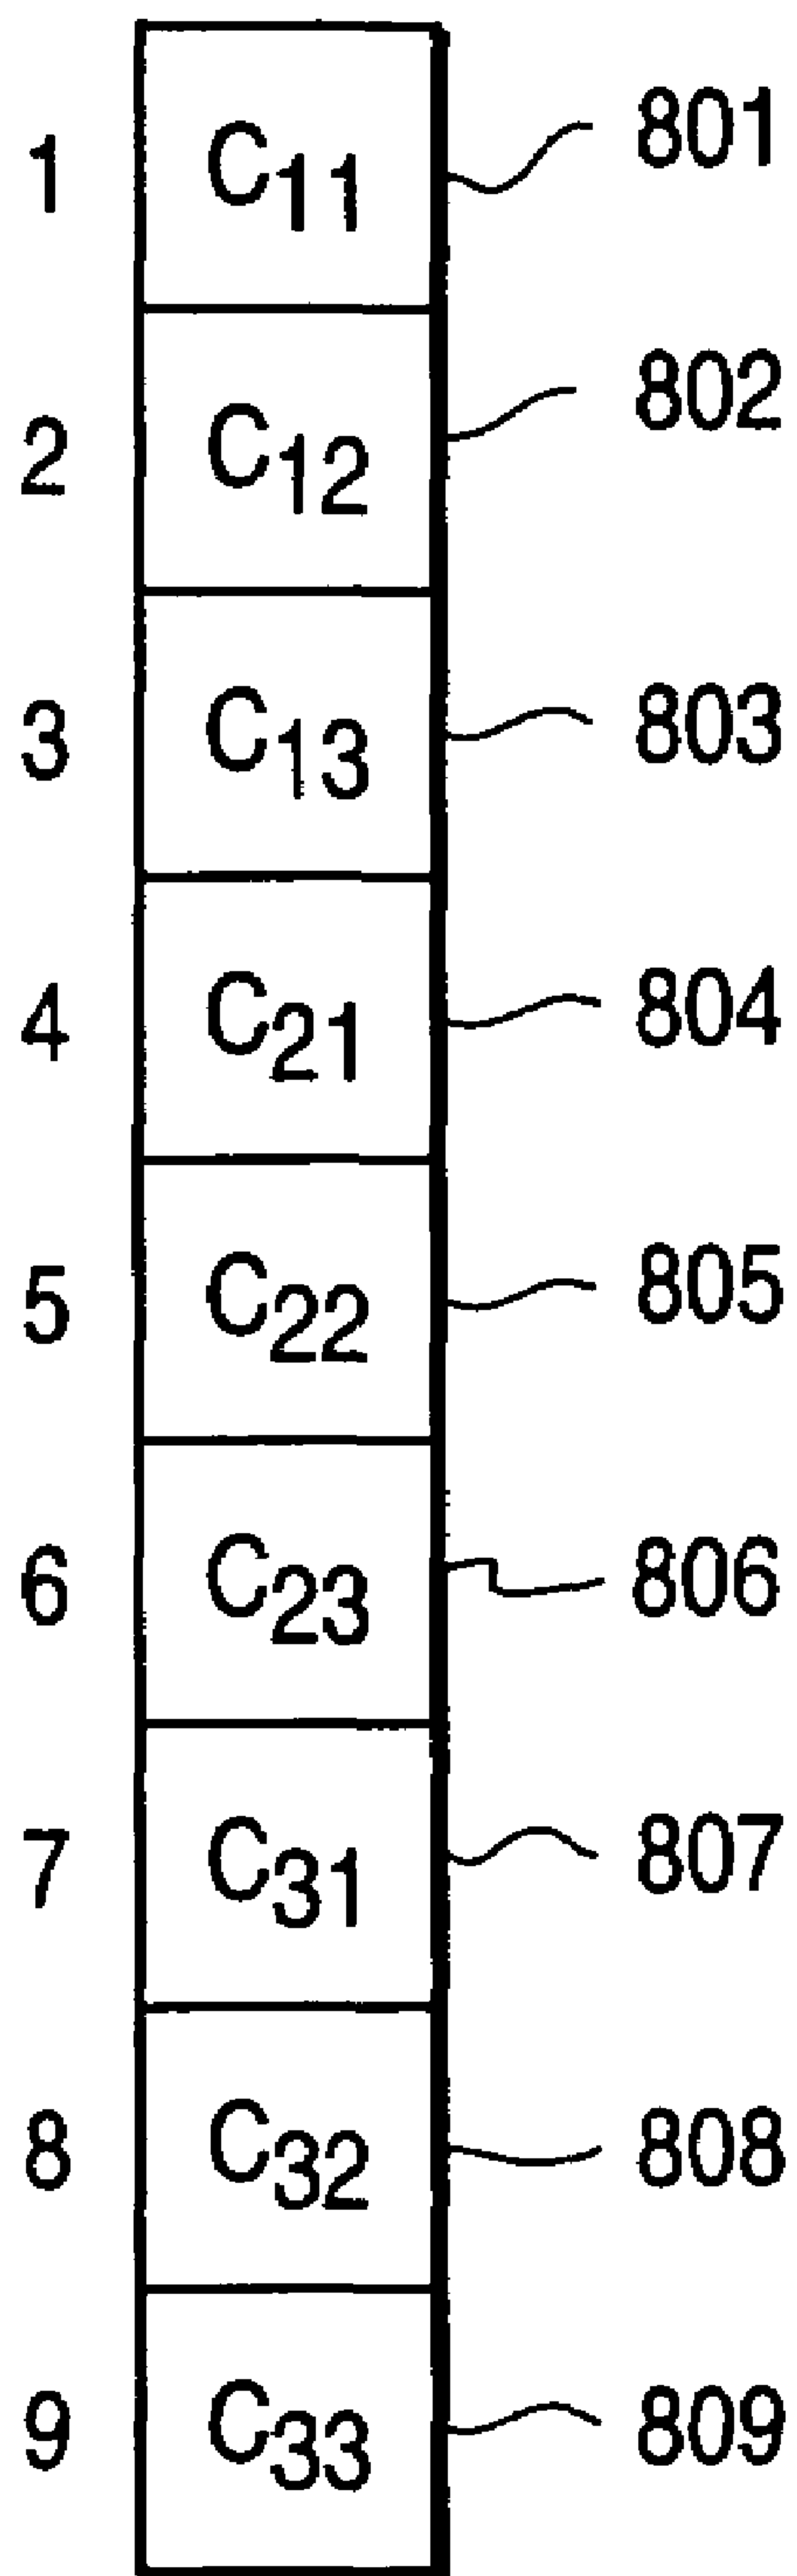 1 C₁₁ 801
2 C₁₂ 802
3 C₁₃ 803
4 C₂₁ 804
5 C₂₂ 805
6 C₂₃ 806
7 C₃₁ 807
8 C₃₂ 808
9 C₃₃ 809